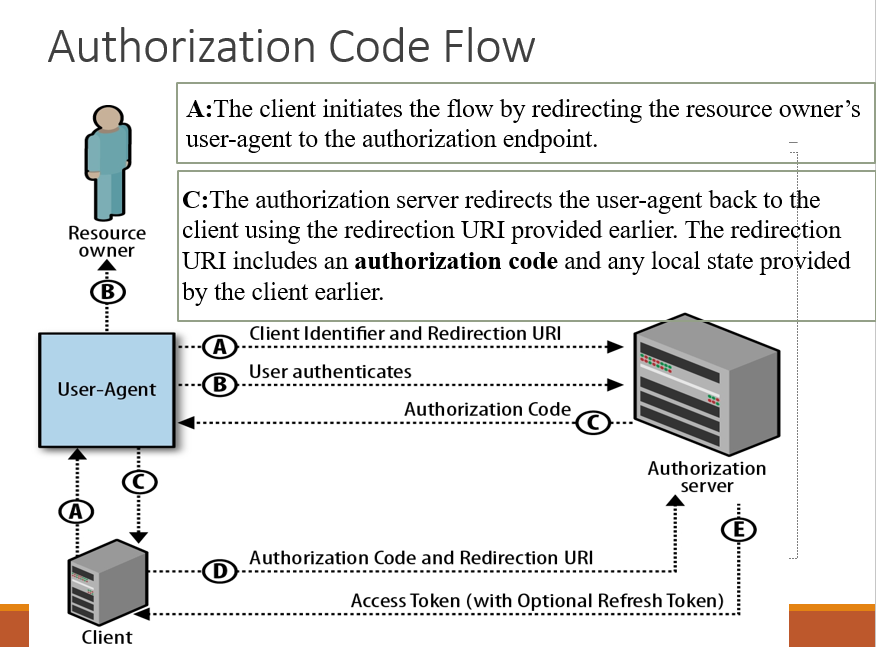 Authorization Code Flow
A:The client initiates the flow by redirecting the resource owner's
user-agent to the authorization endpoint.
C:The authorization server redirects the user-agent back to the
client using the redirection URI provided earlier. The redirection
URI includes an authorization code and any local state provided
by the client earlier.
Resource
owner
B
User-Agent
A Client Identifier and Redirection URI
B User authenticates
Authorization Code C
Authorization
server
A
C
E
D Authorization Code and Redirection URI
Access Token (with Optional Refresh Token)
Client